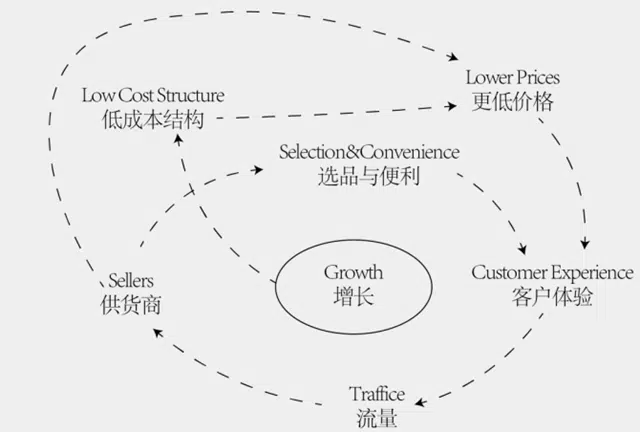 Lower Prices
更低价格
Low Cost Structure
低成本结构
Selection&Convenience
选品与便利
Sellers
供货商
Growth
增长
Customer Experience
客户体验
Traffice
流量